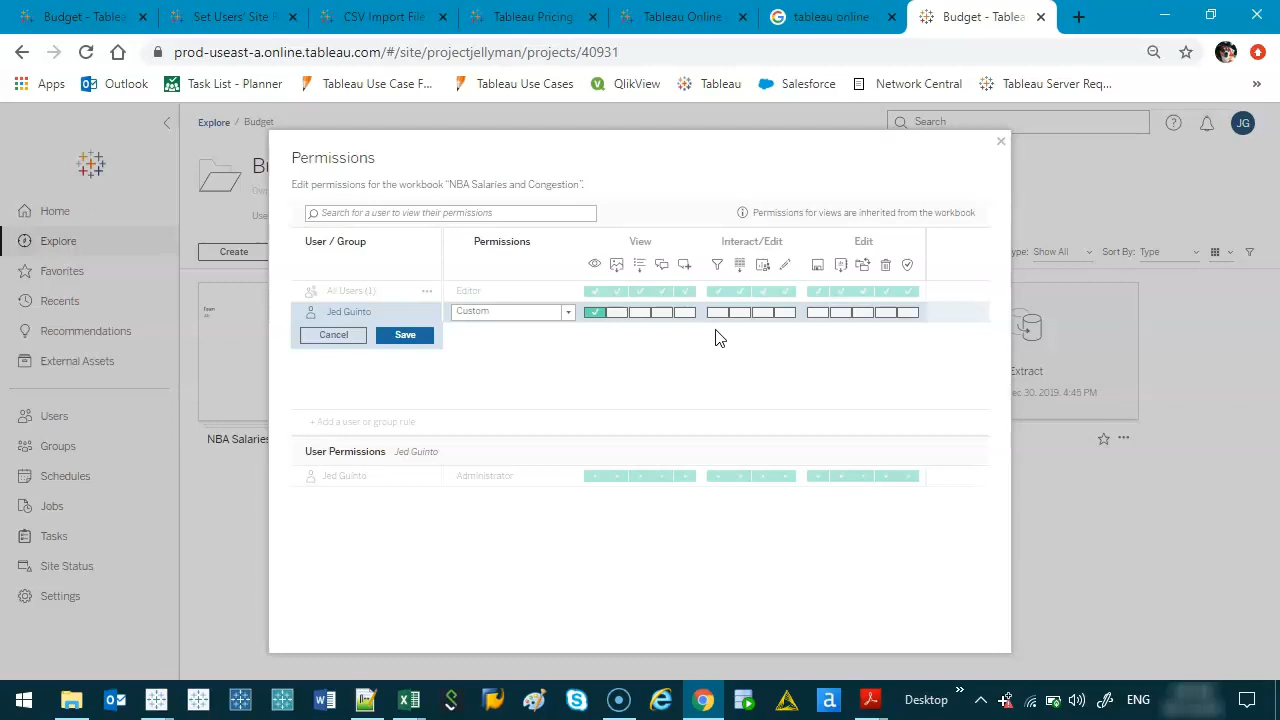 Budget - Tablea
Set Users' Site R
CSV Import File
Tableau Pricing
Tableau Online
tableau online
Budget - Tablea
prod-useast-a.online.tableau.com/#/site/projectjellyman/projects/40931
Apps Outlook Task List - Planner Tableau Use Case F... Tableau Use Cases QlikView Tableau Salesforce Network Central Tableau Server Req... »
Explore / Budget
Search
JG
Home
Explore
Favorites
Recents
Recommendations
External Assets
Users
Groups
Schedules
Jobs
Tasks
Site Status
Settings
Create
NBA Salaries
Permissions
Edit permissions for the workbook “NBA Salaries and Congestion”.
Search for a user to view their permissions
Permissions for views are inherited from the workbook
User / Group Permissions View Interact/Edit Edit
All Users (1) Editor
Jed Guinto Custom
Cancel Save
+ Add a user or group rule
User Permissions Jed Guinto
Jed Guinto Administrator
ype: Show All Sort By: Type
Extract
ec 30, 2019, 4:45 PM
Desktop » ENG